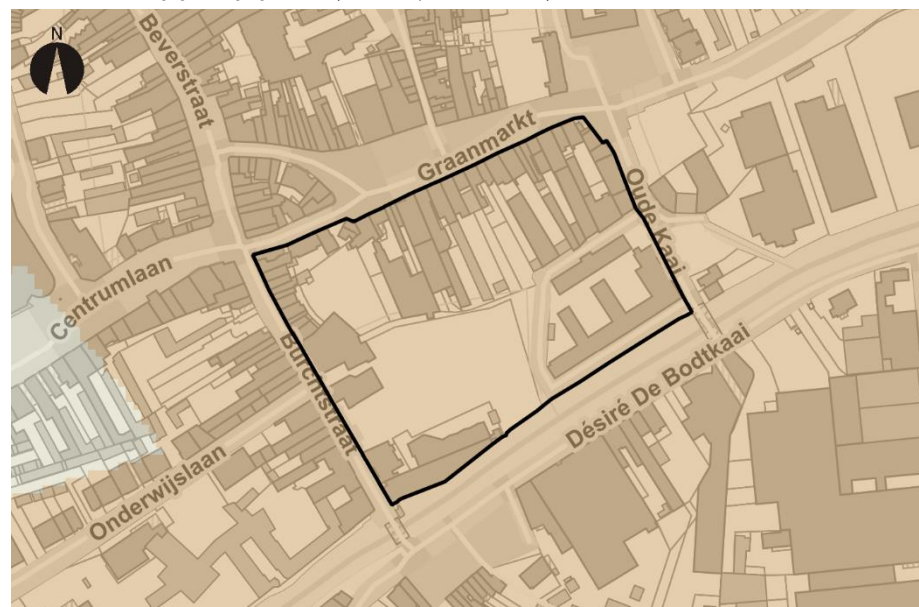 N
Beverstraat
Graanmarkt
Oude Kaai
Centrumlaan
Burchtstraat
Désiré De Bodtkaai
Onderwijslaan